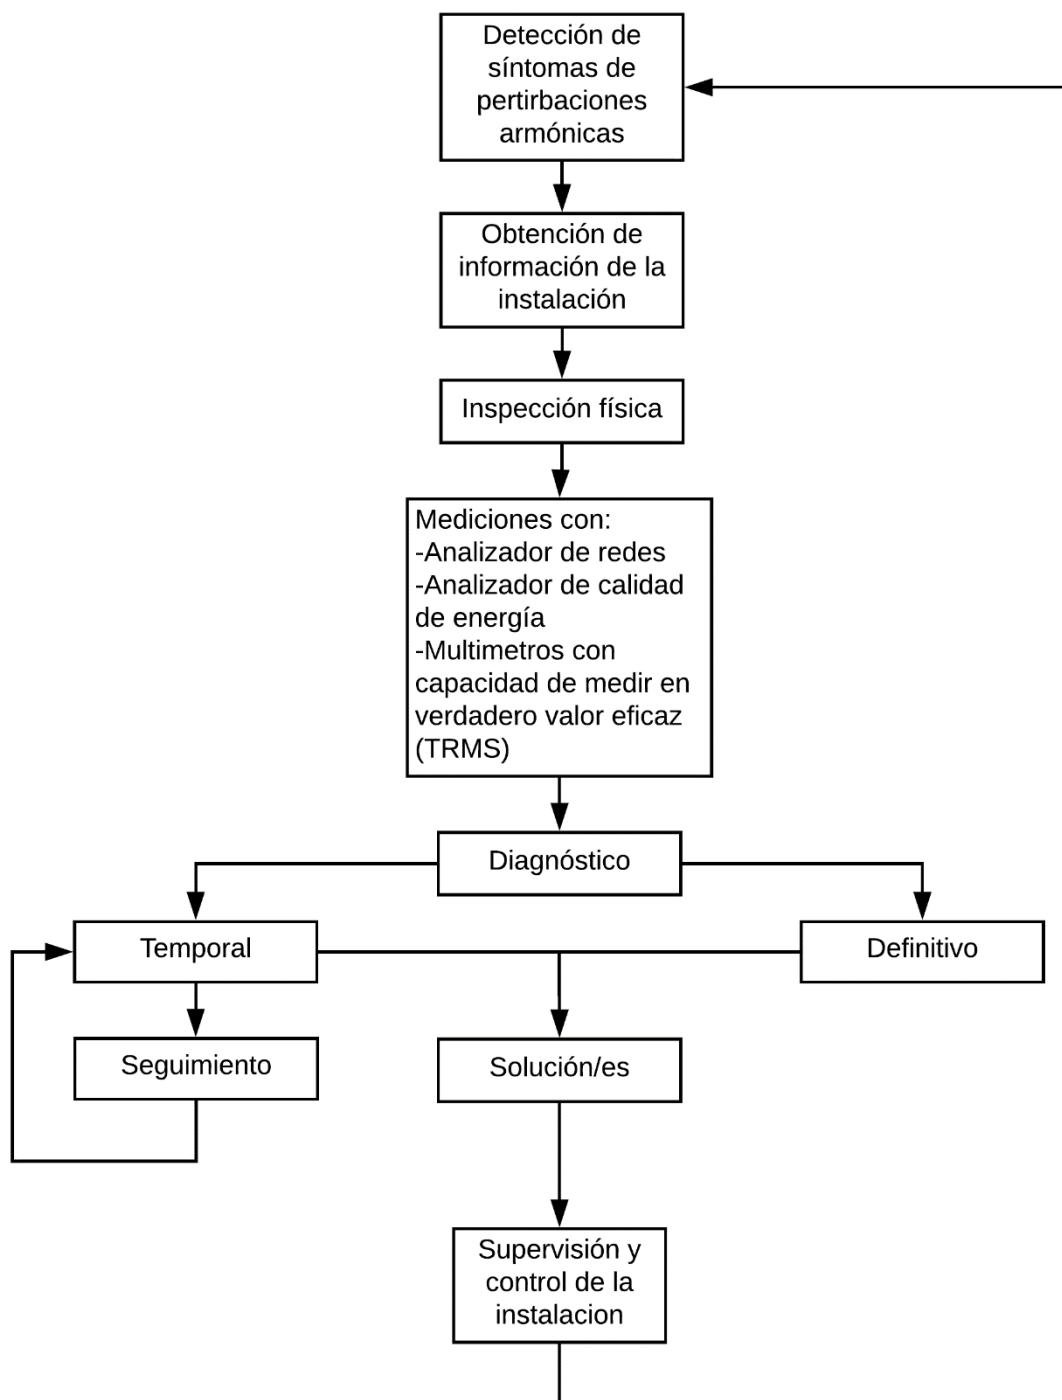 Detección de
síntomas de
pertirbaciones
armónicas
Obtención de
información de la
instalación
Inspección física
Mediciones con:
-Analizador de redes
-Analizador de calidad
de energía
-Multimetros con
capacidad de medir en
verdadero valor eficaz
(TRMS)
Diagnóstico
Temporal
Definitivo
Seguimiento
Solución/es
Supervisión y
control de la
instalacion